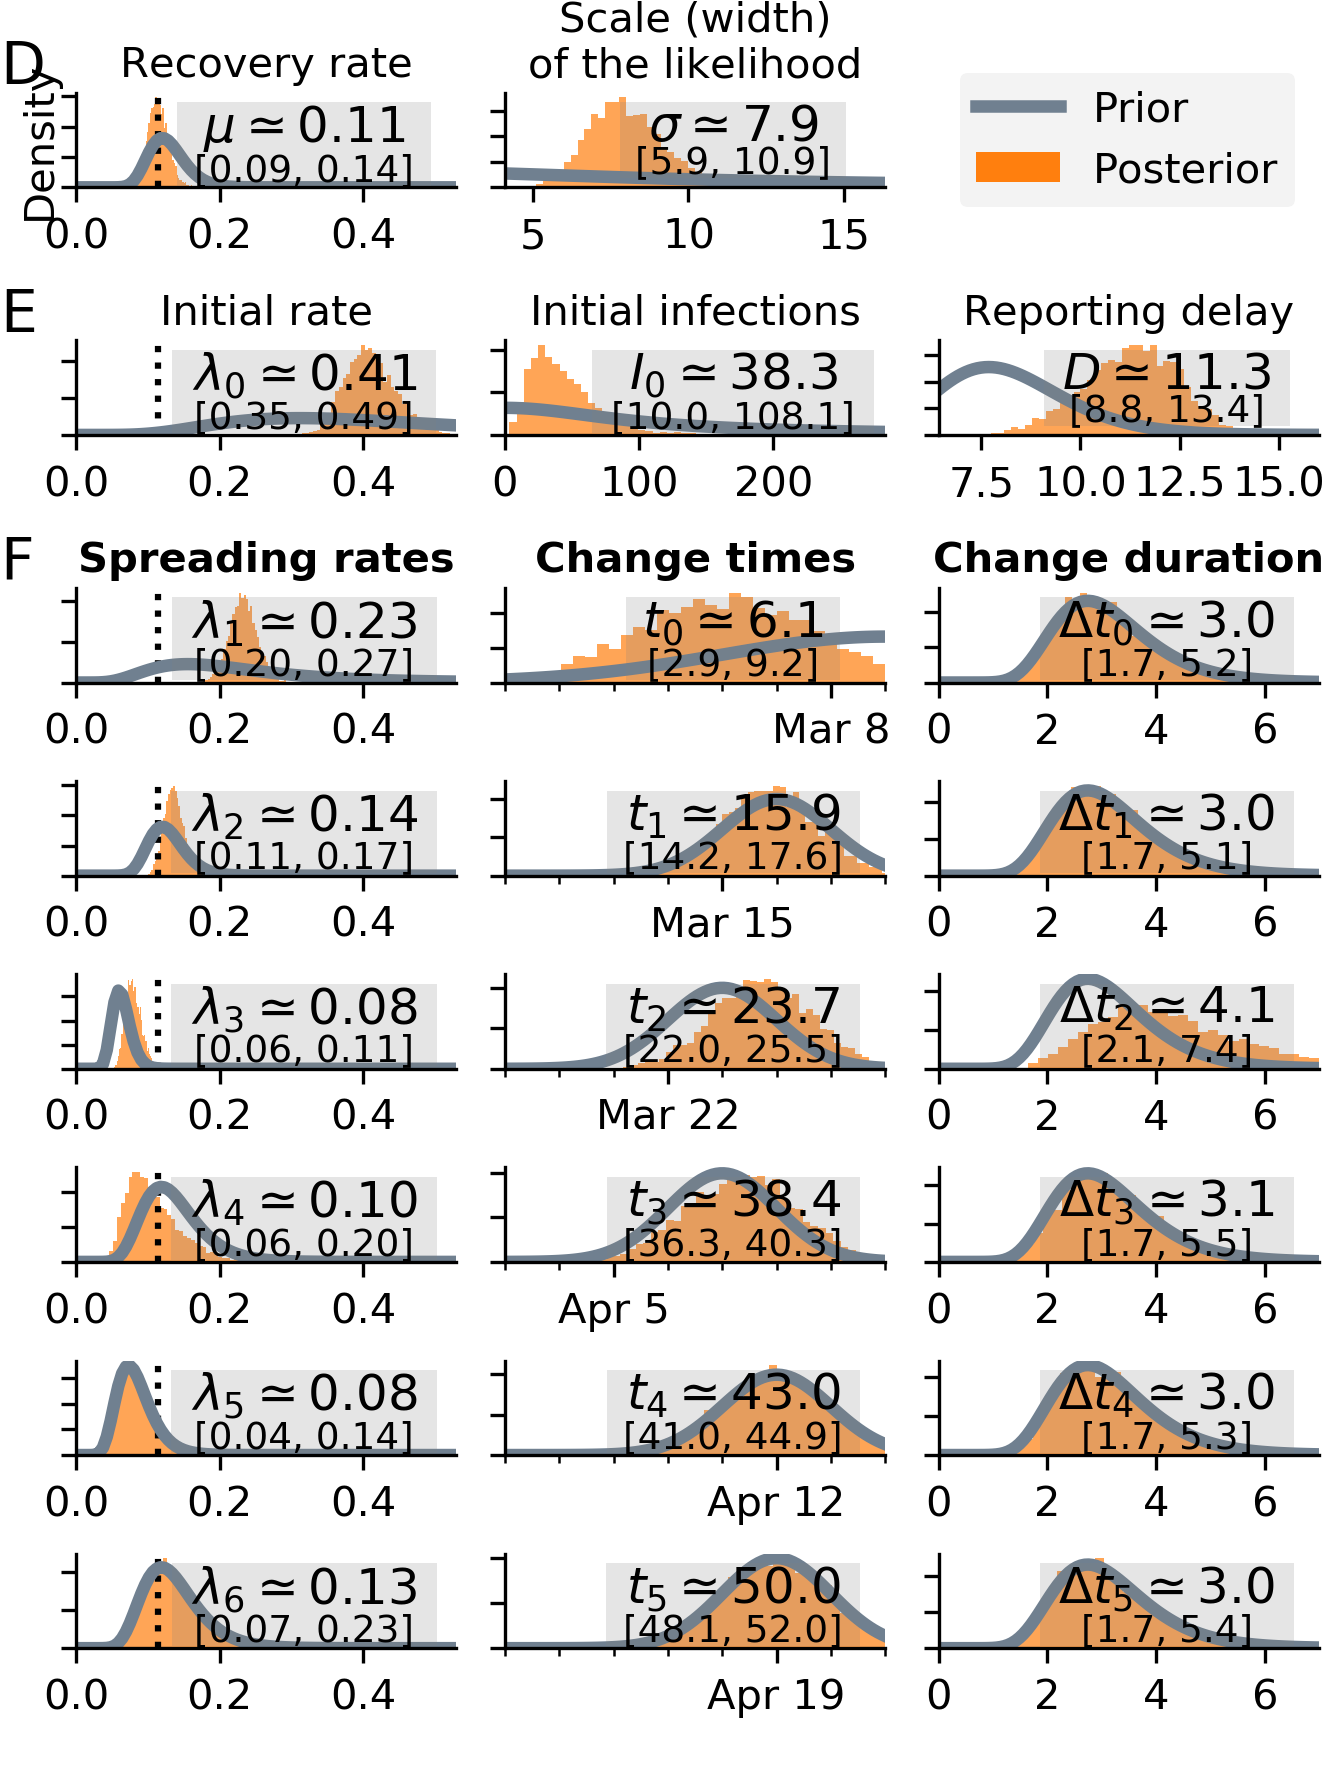 D
Recovery rate
Scale (width)
of the likelihood
Density
μ ≃ 0.11
[0.09, 0.14]
0.0 0.2 0.4
σ ≃ 7.9
[5.9, 10.9]
5 10 15
Prior
Posterior
E
Initial rate
λ0 ≃ 0.41
[0.35, 0.49]
0.0 0.2 0.4
Initial infections
I0 ≃ 38.3
[10.0, 108.1]
0 100 200
Reporting delay
D ≃ 11.3
[8.8, 13.4]
7.5 10.0 12.5 15.0
F
Spreading rates
Change times
Change duration
λ1 ≃ 0.23
[0.20, 0.27]
0.0 0.2 0.4
t0 ≃ 6.1
[2.9, 9.2]
Mar 8
Δt0 ≃ 3.0
[1.7, 5.2]
0 2 4 6
λ2 ≃ 0.14
[0.11, 0.17]
0.0 0.2 0.4
t1 ≃ 15.9
[14.2, 17.6]
Mar 15
Δt1 ≃ 3.0
[1.7, 5.1]
0 2 4 6
λ3 ≃ 0.08
[0.06, 0.11]
0.0 0.2 0.4
t2 ≃ 23.7
[22.0, 25.5]
Mar 22
Δt2 ≃ 4.1
[2.1, 7.4]
0 2 4 6
λ4 ≃ 0.10
[0.06, 0.20]
0.0 0.2 0.4
t3 ≃ 38.4
[36.3, 40.3]
Apr 5
Δt3 ≃ 3.1
[1.7, 5.5]
0 2 4 6
λ5 ≃ 0.08
[0.04, 0.14]
0.0 0.2 0.4
t4 ≃ 43.0
[41.0, 44.9]
Apr 12
Δt4 ≃ 3.0
[1.7, 5.3]
0 2 4 6
λ6 ≃ 0.13
[0.07, 0.23]
0.0 0.2 0.4
t5 ≃ 50.0
[48.1, 52.0]
Apr 19
Δt5 ≃ 3.0
[1.7, 5.4]
0 2 4 6